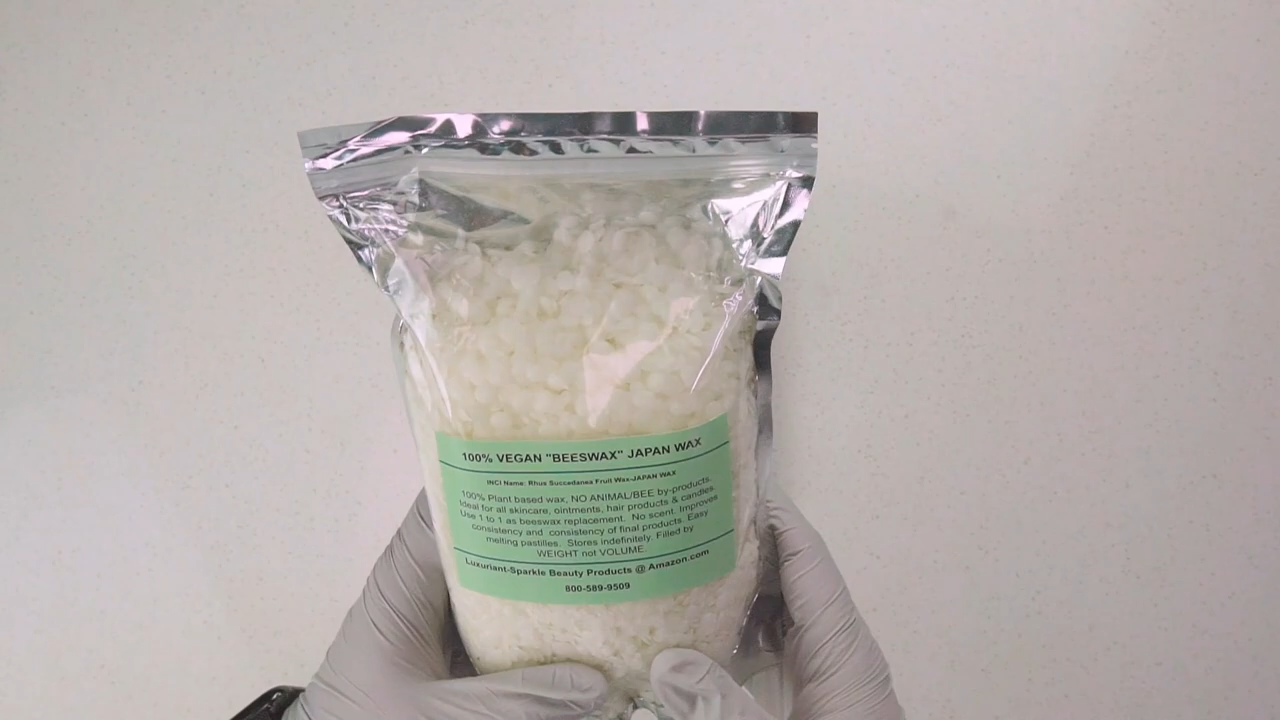 100% VEGAN "BEESWAX" JAPAN WAX
INCI Name: Rhus Succedanea Fruit Wax-JAPAN WAX
100% Plant based wax, NO ANIMAL/BEE by-products.
Ideal for all skincare, ointments, hair products & candles.
Use 1 to 1 as beeswax replacement. No scent. Improves
consistency and consistency of final products. Easy
melting pastilles. Stores indefinitely. Filled by
WEIGHT not VOLUME.
Luxuriant-Sparkle Beauty Products @ Amazon.com
800-589-9509